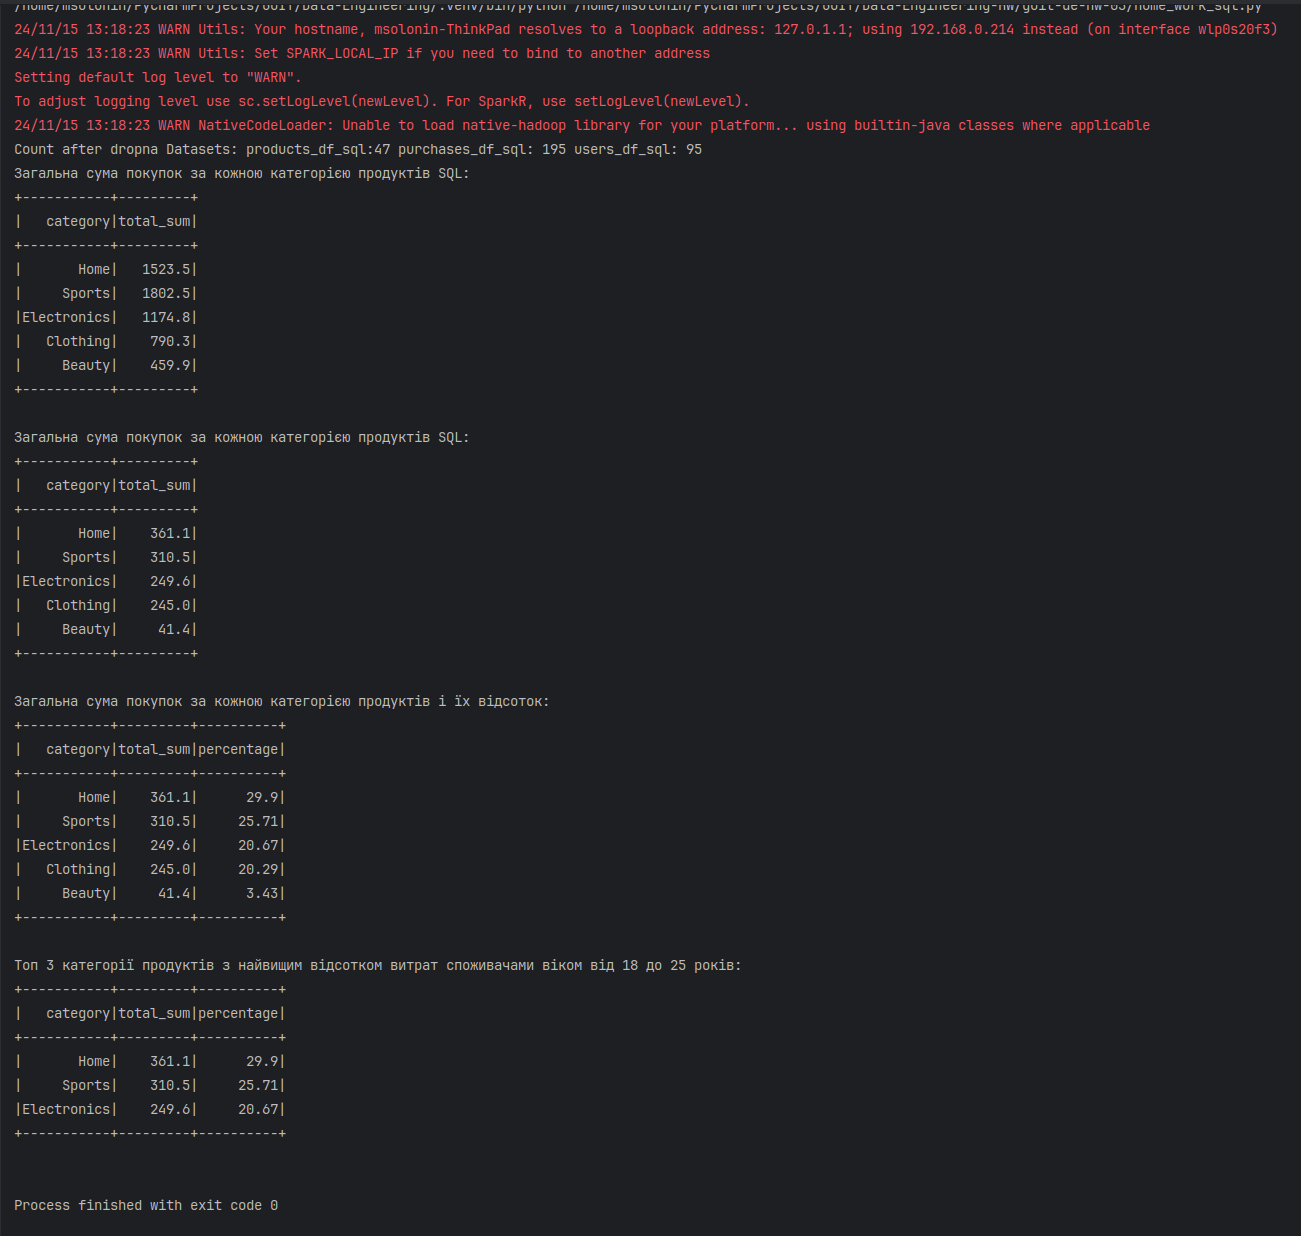 /home/msolonin/PycharmProjects/GoIT/Data-Engineering/.venv/bin/python /home/msolonin/PycharmProjects/GoIT/Data-Engineering-hw/goit-de-hw-03/home_work_sql.py
24/11/15 13:18:23 WARN Utils: Your hostname, msolonin-ThinkPad resolves to a loopback address: 127.0.1.1; using 192.168.0.214 instead (on interface wlp0s20f3)
24/11/15 13:18:23 WARN Utils: Set SPARK_LOCAL_IP if you need to bind to another address
Setting default log level to "WARN".
To adjust logging level use sc.setLogLevel(newLevel). For SparkR, use setLogLevel(newLevel).
24/11/15 13:18:23 WARN NativeCodeLoader: Unable to load native-hadoop library for your platform... using builtin-java classes where applicable
Count after dropna Datasets: products_df_sql:47 purchases_df_sql: 195 users_df_sql: 95
Загальна сума покупок за кожною категорією продуктів SQL:
+-----------+---------+
|   category|total_sum|
+-----------+---------+
|       Home|   1523.5|
|     Sports|   1802.5|
|Electronics|   1174.8|
|   Clothing|    790.3|
|     Beauty|    459.9|
+-----------+---------+

Загальна сума покупок за кожною категорією продуктів SQL:
+-----------+---------+
|   category|total_sum|
+-----------+---------+
|       Home|    361.1|
|     Sports|    310.5|
|Electronics|    249.6|
|   Clothing|    245.0|
|     Beauty|     41.4|
+-----------+---------+

Загальна сума покупок за кожною категорією продуктів і їх відсоток:
+-----------+---------+----------+
|   category|total_sum|percentage|
+-----------+---------+----------+
|       Home|    361.1|      29.9|
|     Sports|    310.5|     25.71|
|Electronics|    249.6|     20.67|
|   Clothing|    245.0|     20.29|
|     Beauty|     41.4|      3.43|
+-----------+---------+----------+

Топ 3 категорії продуктів з найвищим відсотком витрат споживачами віком від 18 до 25 років:
+-----------+---------+----------+
|   category|total_sum|percentage|
+-----------+---------+----------+
|       Home|    361.1|      29.9|
|     Sports|    310.5|     25.71|
|Electronics|    249.6|     20.67|
+-----------+---------+----------+

Process finished with exit code 0